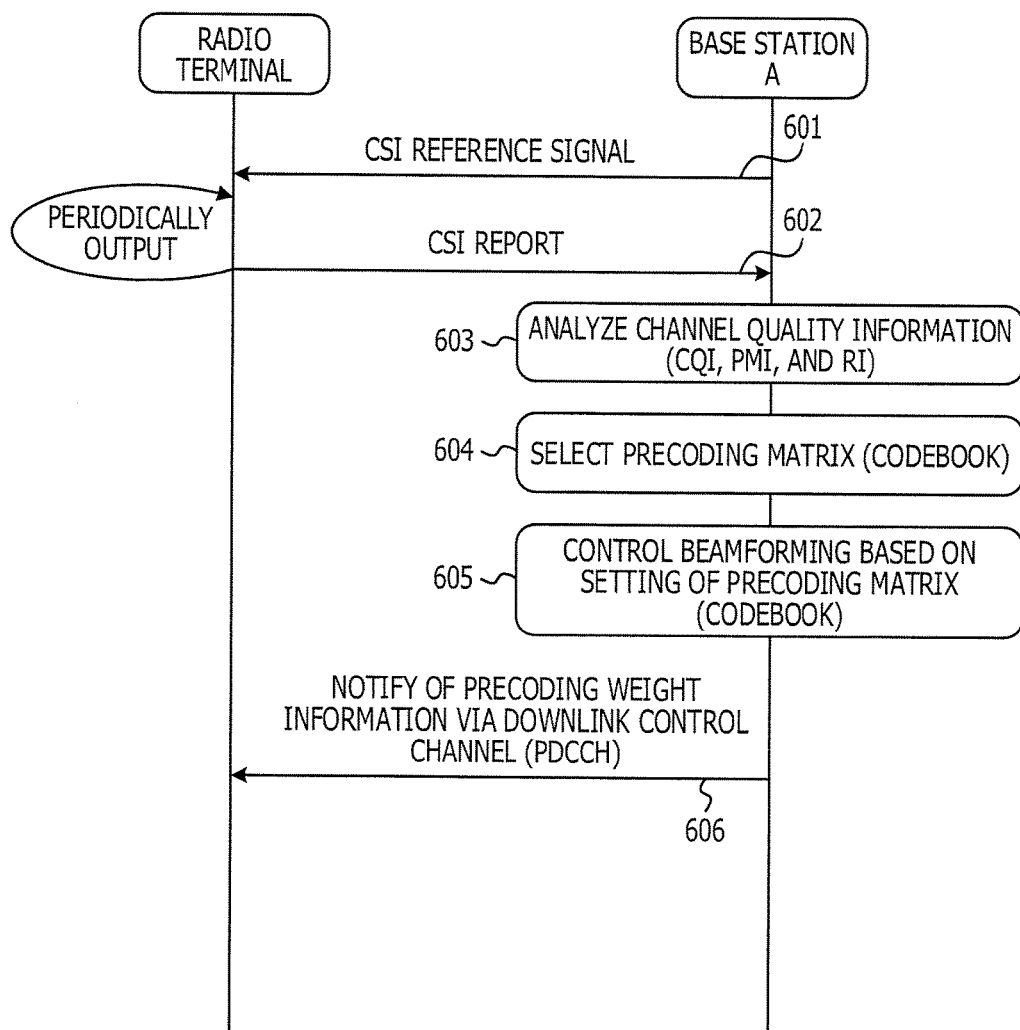 RADIO
TERMINAL
BASE STATION
A
601
CSI REFERENCE SIGNAL
PERIODICALLY
OUTPUT
602
CSI REPORT
603
ANALYZE CHANNEL QUALITY INFORMATION
(CQI, PMI, AND RI)
604
SELECT PRECODING MATRIX (CODEBOOK)
605
CONTROL BEAMFORMING BASED ON
SETTING OF PRECODING MATRIX
(CODEBOOK)
NOTIFY OF PRECODING WEIGHT
INFORMATION VIA DOWNLINK CONTROL
CHANNEL (PDCCH)
606